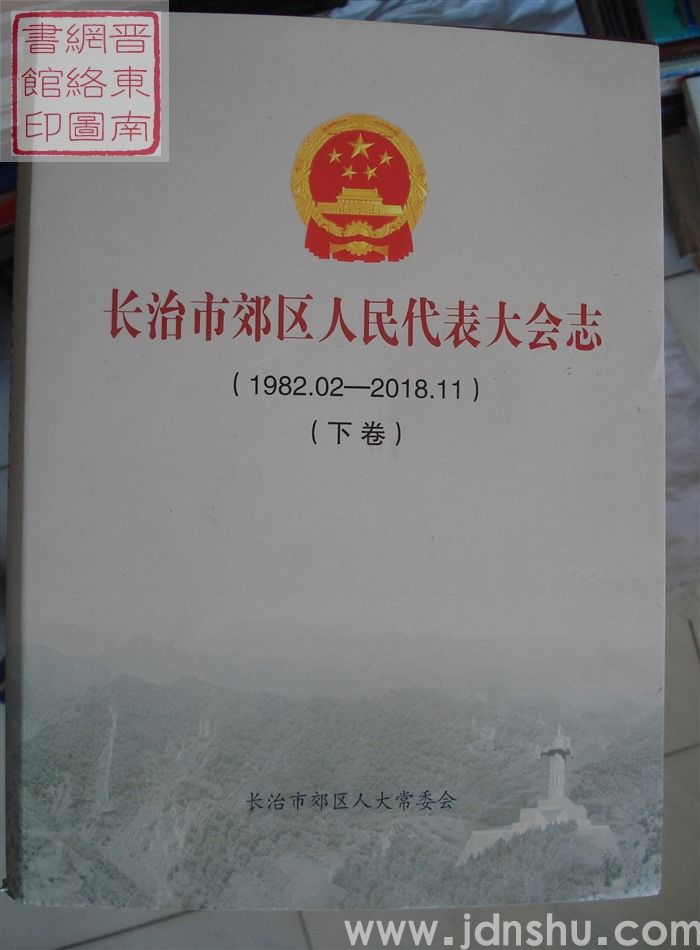 晋東南
網絡圖
書館印
长治市郊区人民代表大会志
（1982.02—2018.11）
（下卷）
长治市郊区人大常委会
www.jdnshu.com